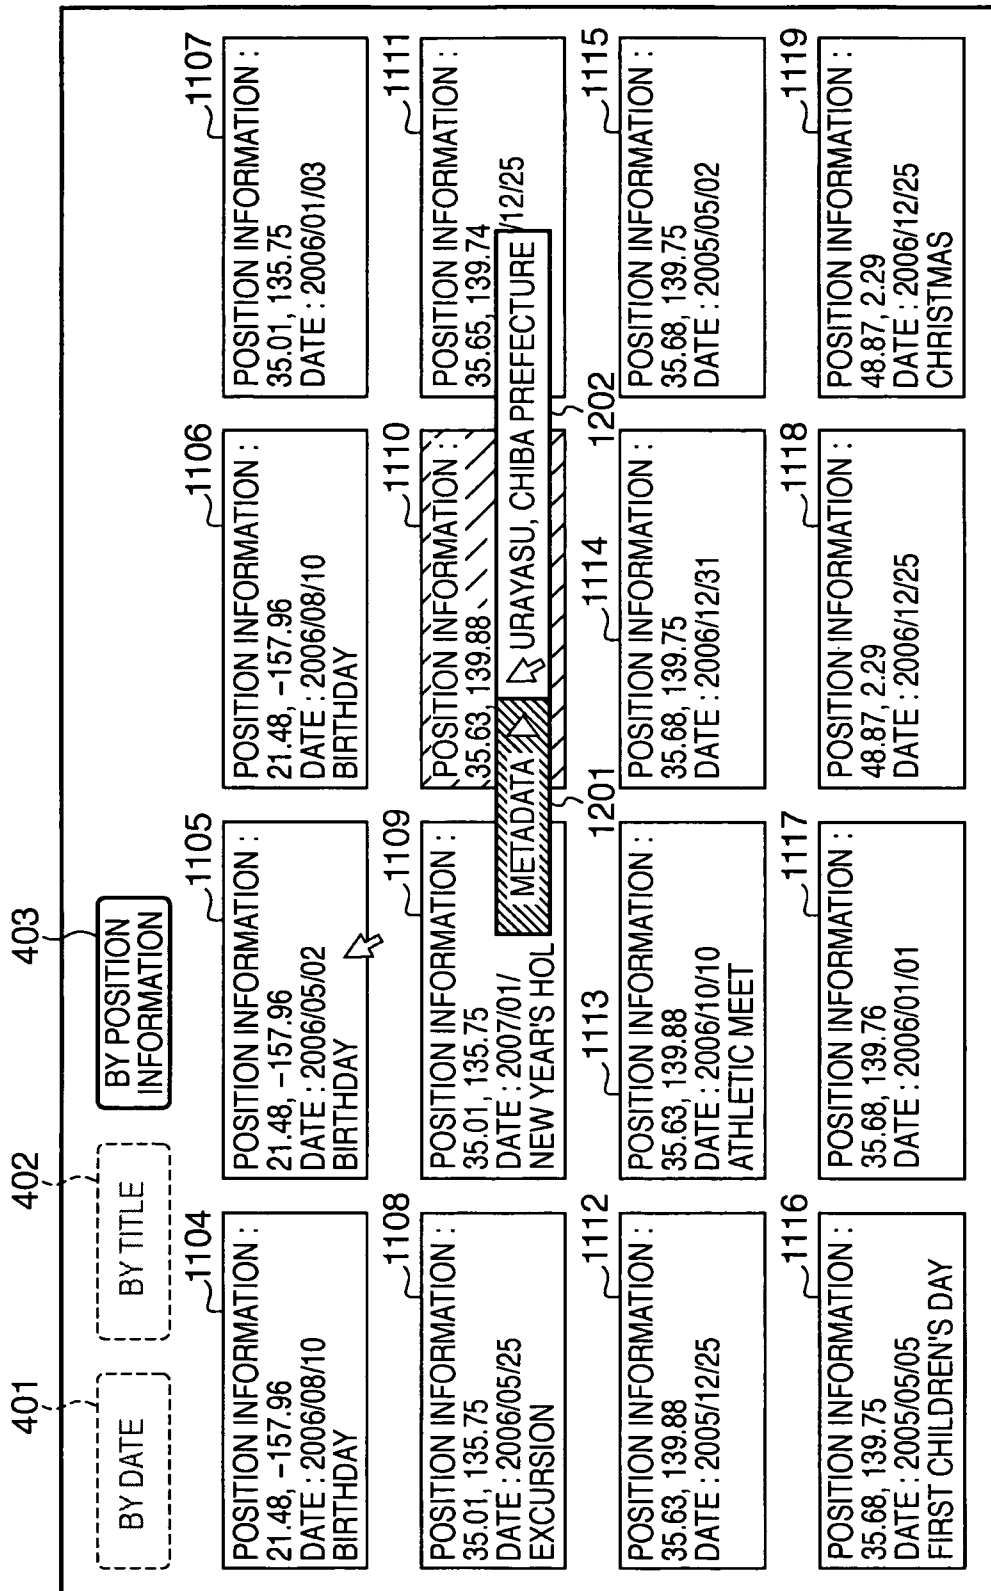 401
BY DATE
402
BY TITLE
403
BY POSITION
INFORMATION
1104
POSITION INFORMATION :
21.48, −157.96
DATE : 2006/08/10
BIRTHDAY
1105
POSITION INFORMATION :
21.48, −157.96
DATE : 2006/05/02
BIRTHDAY
1106
POSITION INFORMATION :
21.48, −157.96
DATE : 2006/08/10
BIRTHDAY
1107
POSITION INFORMATION :
35.01, 135.75
DATE : 2006/01/03
1108
POSITION INFORMATION :
35.01, 135.75
DATE : 2006/05/25
EXCURSION
1109
POSITION INFORMATION :
35.01, 135.75
DATE : 2007/01/
NEW YEAR'S HOL
1110
POSITION INFORMATION :
35.63, 139.88
METADATA
1201
URAYASU, CHIBA PREFECTURE
1202
1111
POSITION INFORMATION :
35.65, 139.74
/12/25
1112
POSITION INFORMATION :
35.63, 139.88
DATE : 2005/12/25
1113
POSITION INFORMATION :
35.63, 139.88
DATE : 2006/10/10
ATHLETIC MEET
1114
POSITION INFORMATION :
35.68, 139.75
DATE : 2006/12/31
1115
POSITION INFORMATION :
35.68, 139.75
DATE : 2005/05/02
1116
POSITION INFORMATION :
35.68, 139.75
DATE : 2005/05/05
FIRST CHILDREN'S DAY
1117
POSITION INFORMATION :
35.68, 139.76
DATE : 2006/01/01
1118
POSITION INFORMATION :
48.87, 2.29
DATE : 2006/12/25
1119
POSITION INFORMATION :
48.87, 2.29
DATE : 2006/12/25
CHRISTMAS